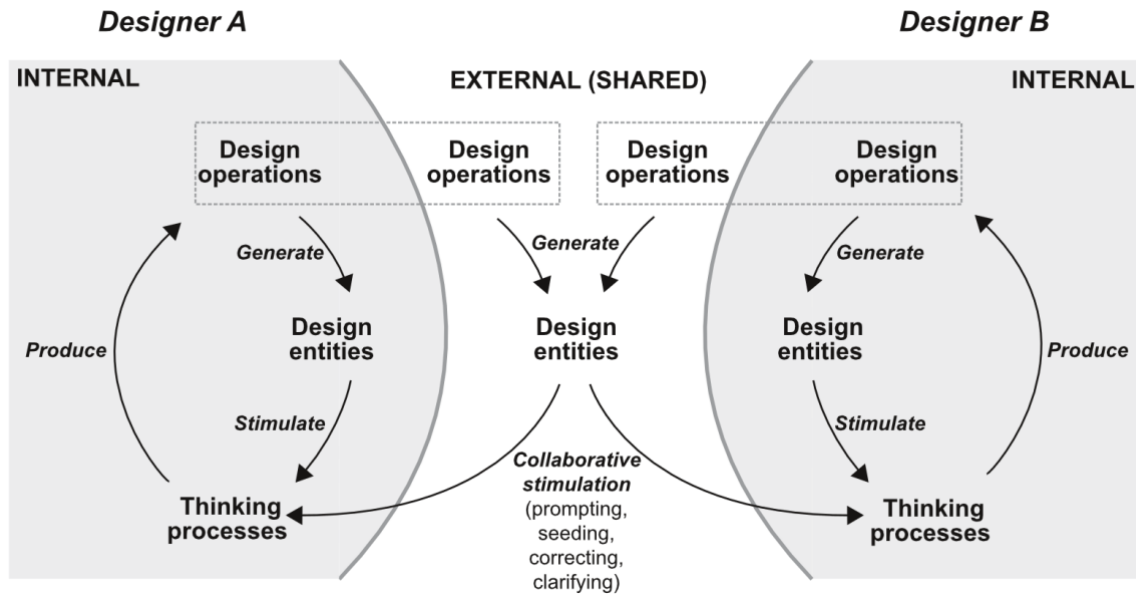 Designer A
Designer B
INTERNAL
EXTERNAL (SHARED)
INTERNAL
Design
operations
Design
operations
Design
operations
Design
operations
Generate
Generate
Generate
Design
entities
Design
entities
Design
entities
Produce
Produce
Stimulate
Stimulate
Collaborative
stimulation
(prompting,
seeding,
correcting,
clarifying)
Thinking
processes
Thinking
processes